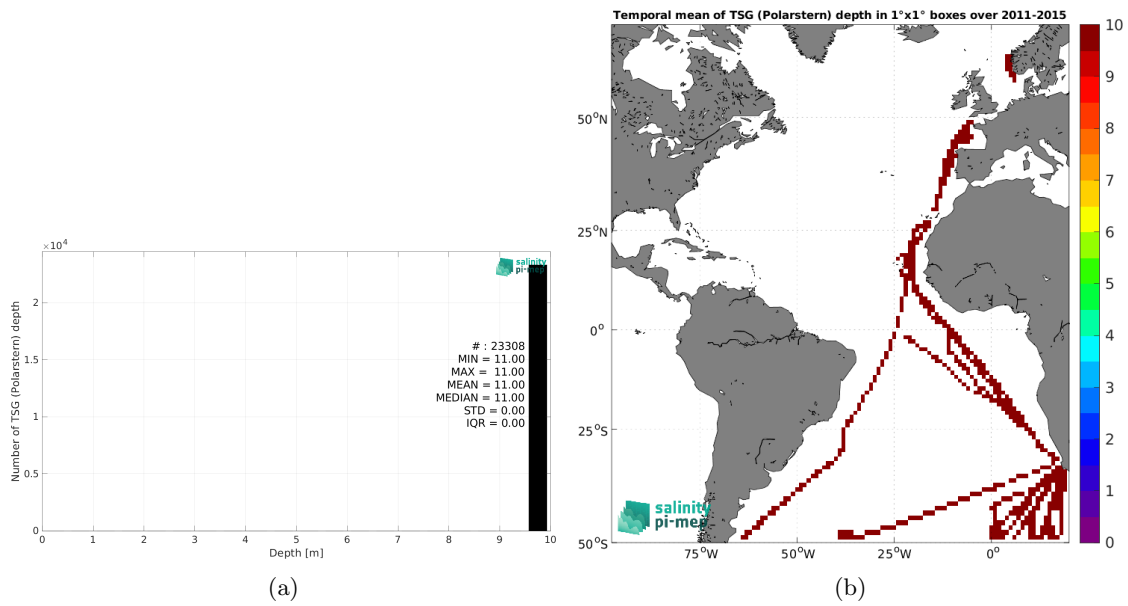 Temporal mean of TSG (Polarstern) depth in 1°x1° boxes over 2011-2015
×10⁴
Number of TSG (Polarstern) depth
2
1.5
1
0.5
0
salinity
pi-mep
# : 23308
MIN = 11.00
MAX = 11.00
MEAN = 11.00
MEDIAN = 11.00
STD = 0.00
IQR = 0.00
0 1 2 3 4 5 6 7 8 9 10
Depth [m]
(a)
50°N
25°N
0°
25°S
50°S
75°W 50°W 25°W 0°
salinity
pi-mep
10
9
8
7
6
5
4
3
2
1
0
(b)